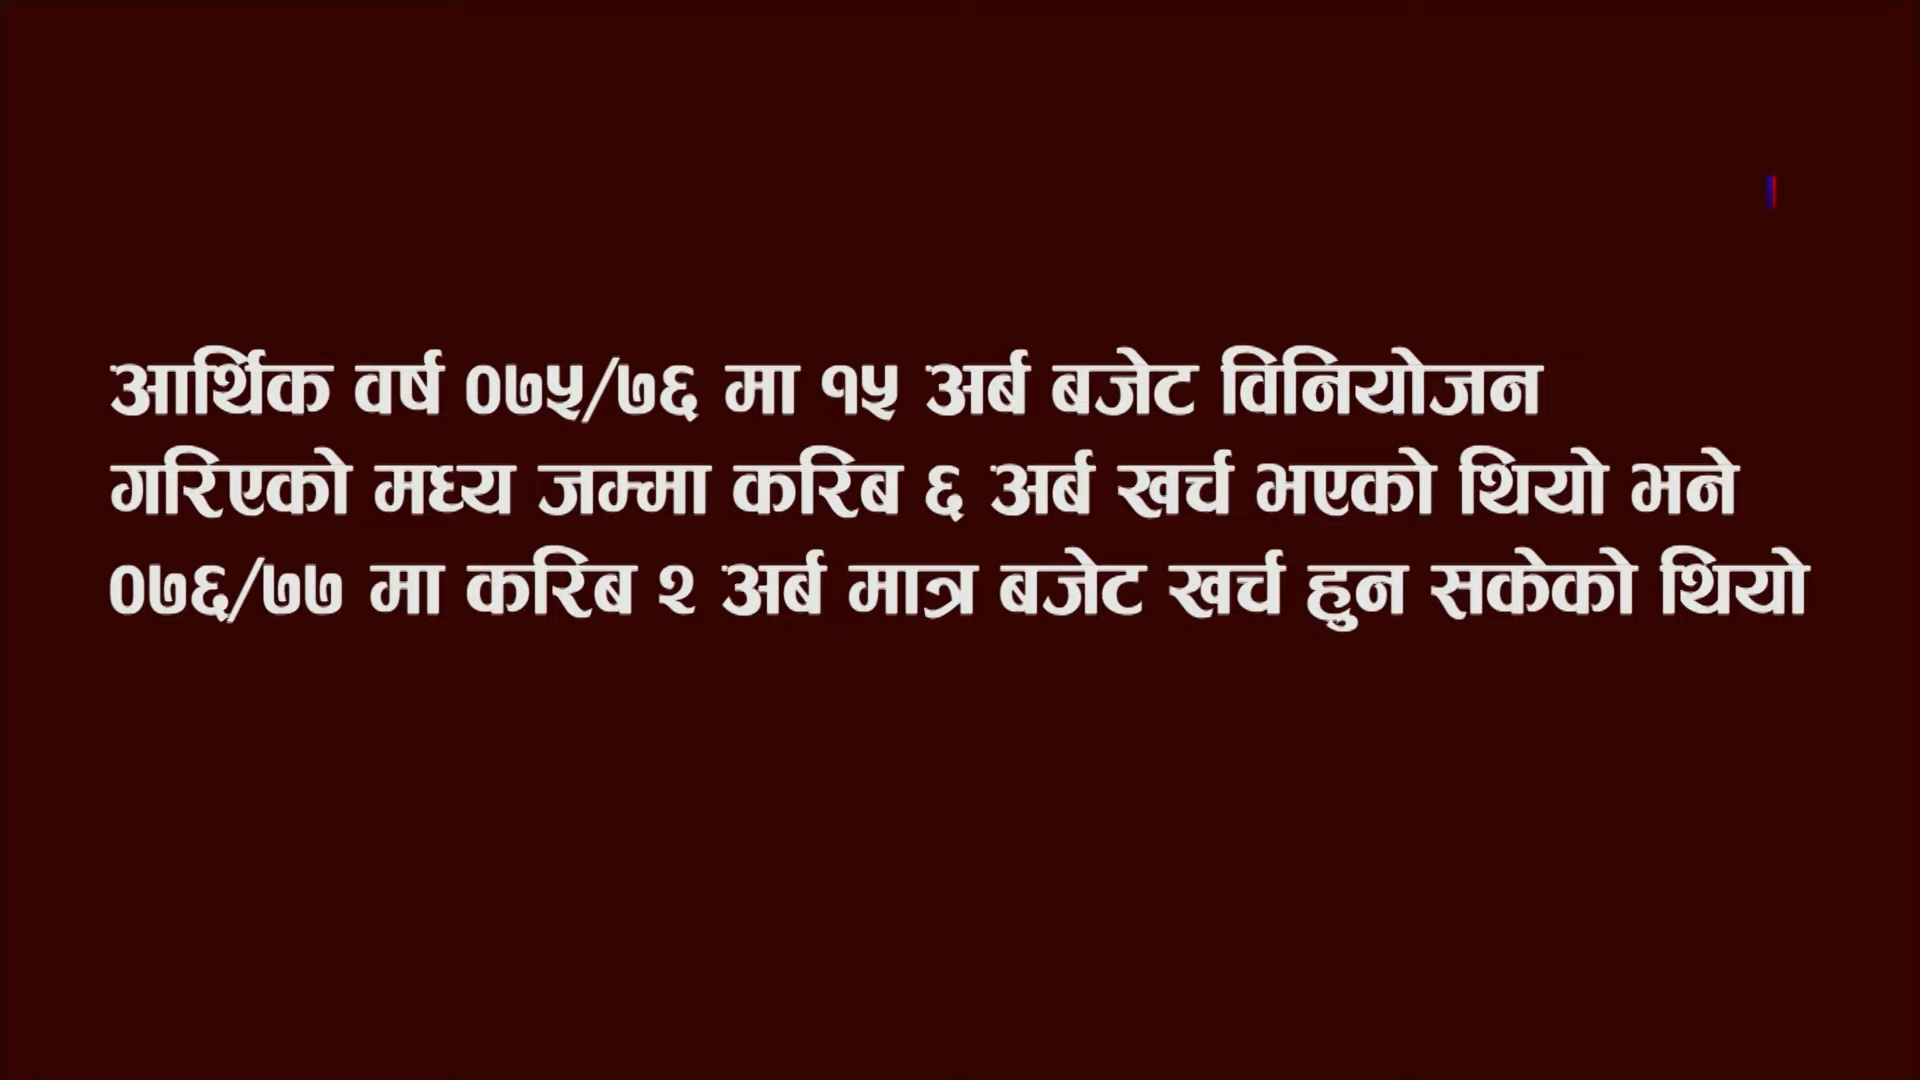 आर्थिक वर्ष ०७५/७६ मा १५ अर्ब बजेट विनियोजन
गरिएको मध्य जम्मा करिब ६ अर्ब खर्च भएको थियो भने
०७६/७७ मा करिब २ अर्ब मात्र बजेट खर्च हुन सकेको थियो